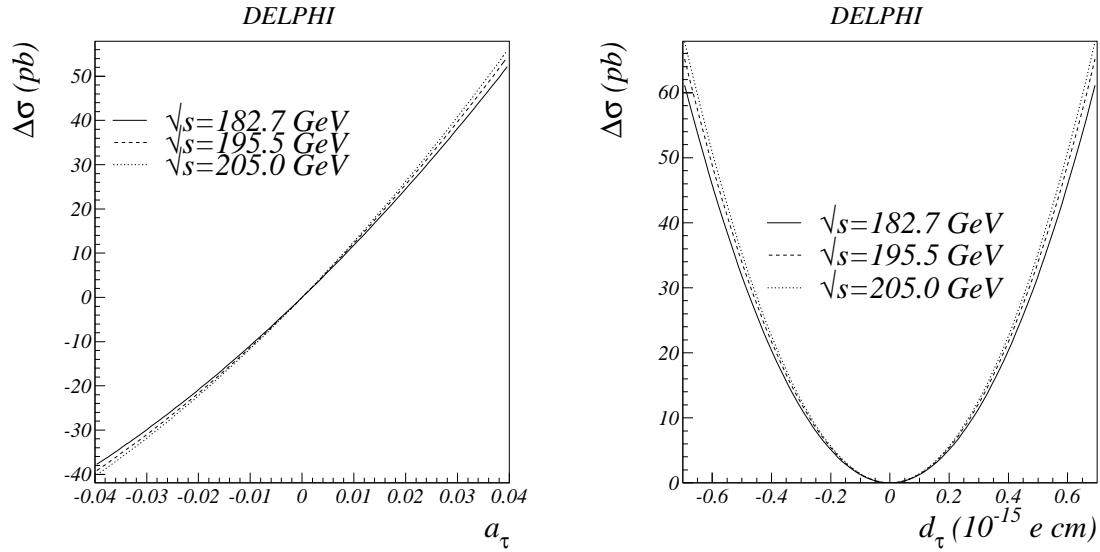 DELPHI
Δσ (pb)
50
40
30
20
10
0
-10
-20
-30
-40
-0.04 -0.03 -0.02 -0.01 0 0.01 0.02 0.03 0.04
a_τ
√s=182.7 GeV
√s=195.5 GeV
√s=205.0 GeV
DELPHI
Δσ (pb)
60
50
40
30
20
10
0
-0.6 -0.4 -0.2 0 0.2 0.4 0.6
d_τ (10^-15 e cm)
√s=182.7 GeV
√s=195.5 GeV
√s=205.0 GeV